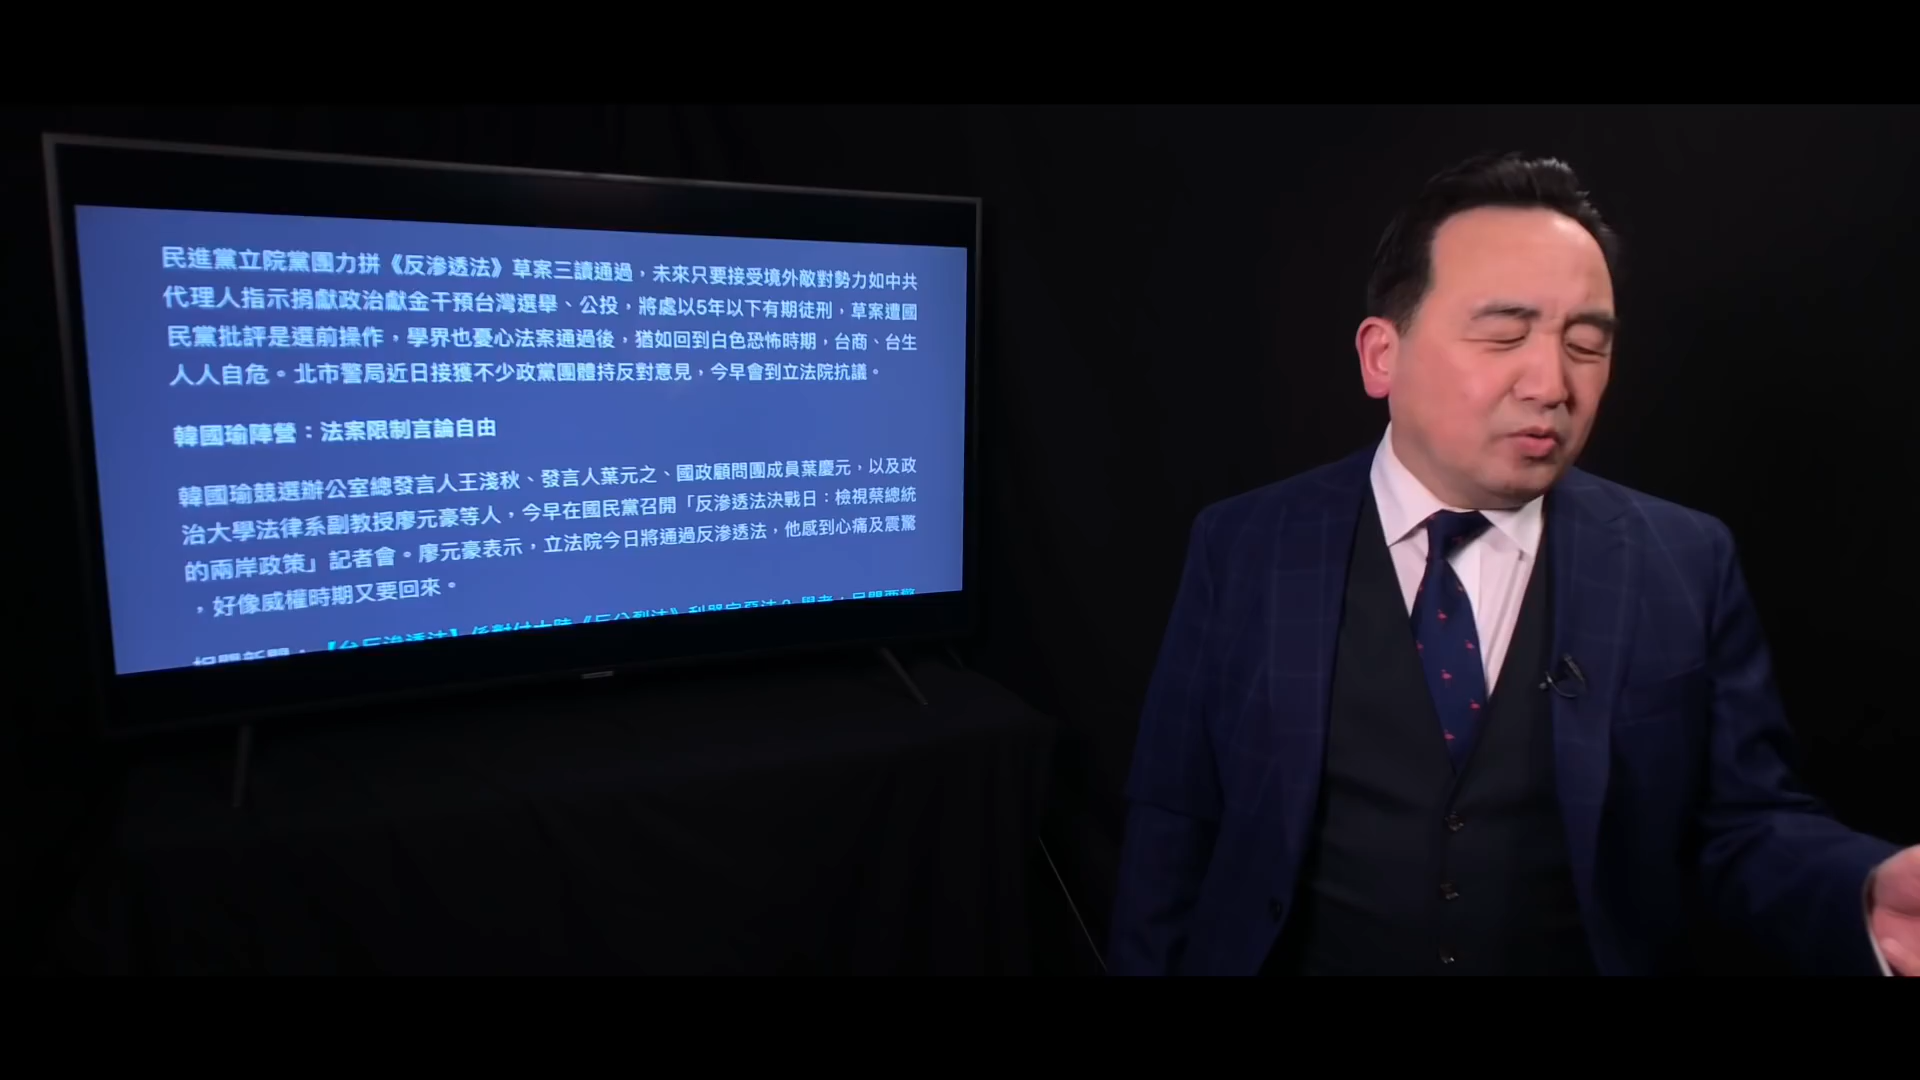 民進黨立院黨團力拼《反滲透法》草案三讀通過，未來只要接受境外敵對勢力如中共
代理人指示捐獻政治獻金干預台灣選舉、公投，將處以5年以下有期徒刑，草案遭國
民黨批評是選前操作，學界也憂心法案通過後，猶如回到白色恐怖時期，台商、台生
人人自危。北市警局近日接獲不少政黨團體持反對意見，今早會到立法院抗議。
韓國瑜陣營：法案限制言論自由
韓國瑜競選辦公室總發言人王淺秋、發言人葉元之、國政顧問團成員葉慶元，以及政
治大學法律系副教授廖元豪等人，今早在國民黨召開「反滲透法決戰日：檢視蔡總統
的兩岸政策」記者會。廖元豪表示，立法院今日將通過反滲透法，他感到心痛及震驚
，好像威權時期又要回來。